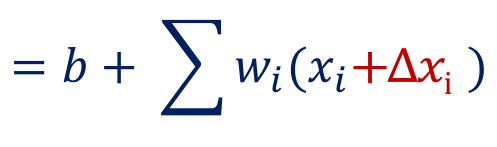 = b + ∑ wᵢ(xᵢ+Δxᵢ )